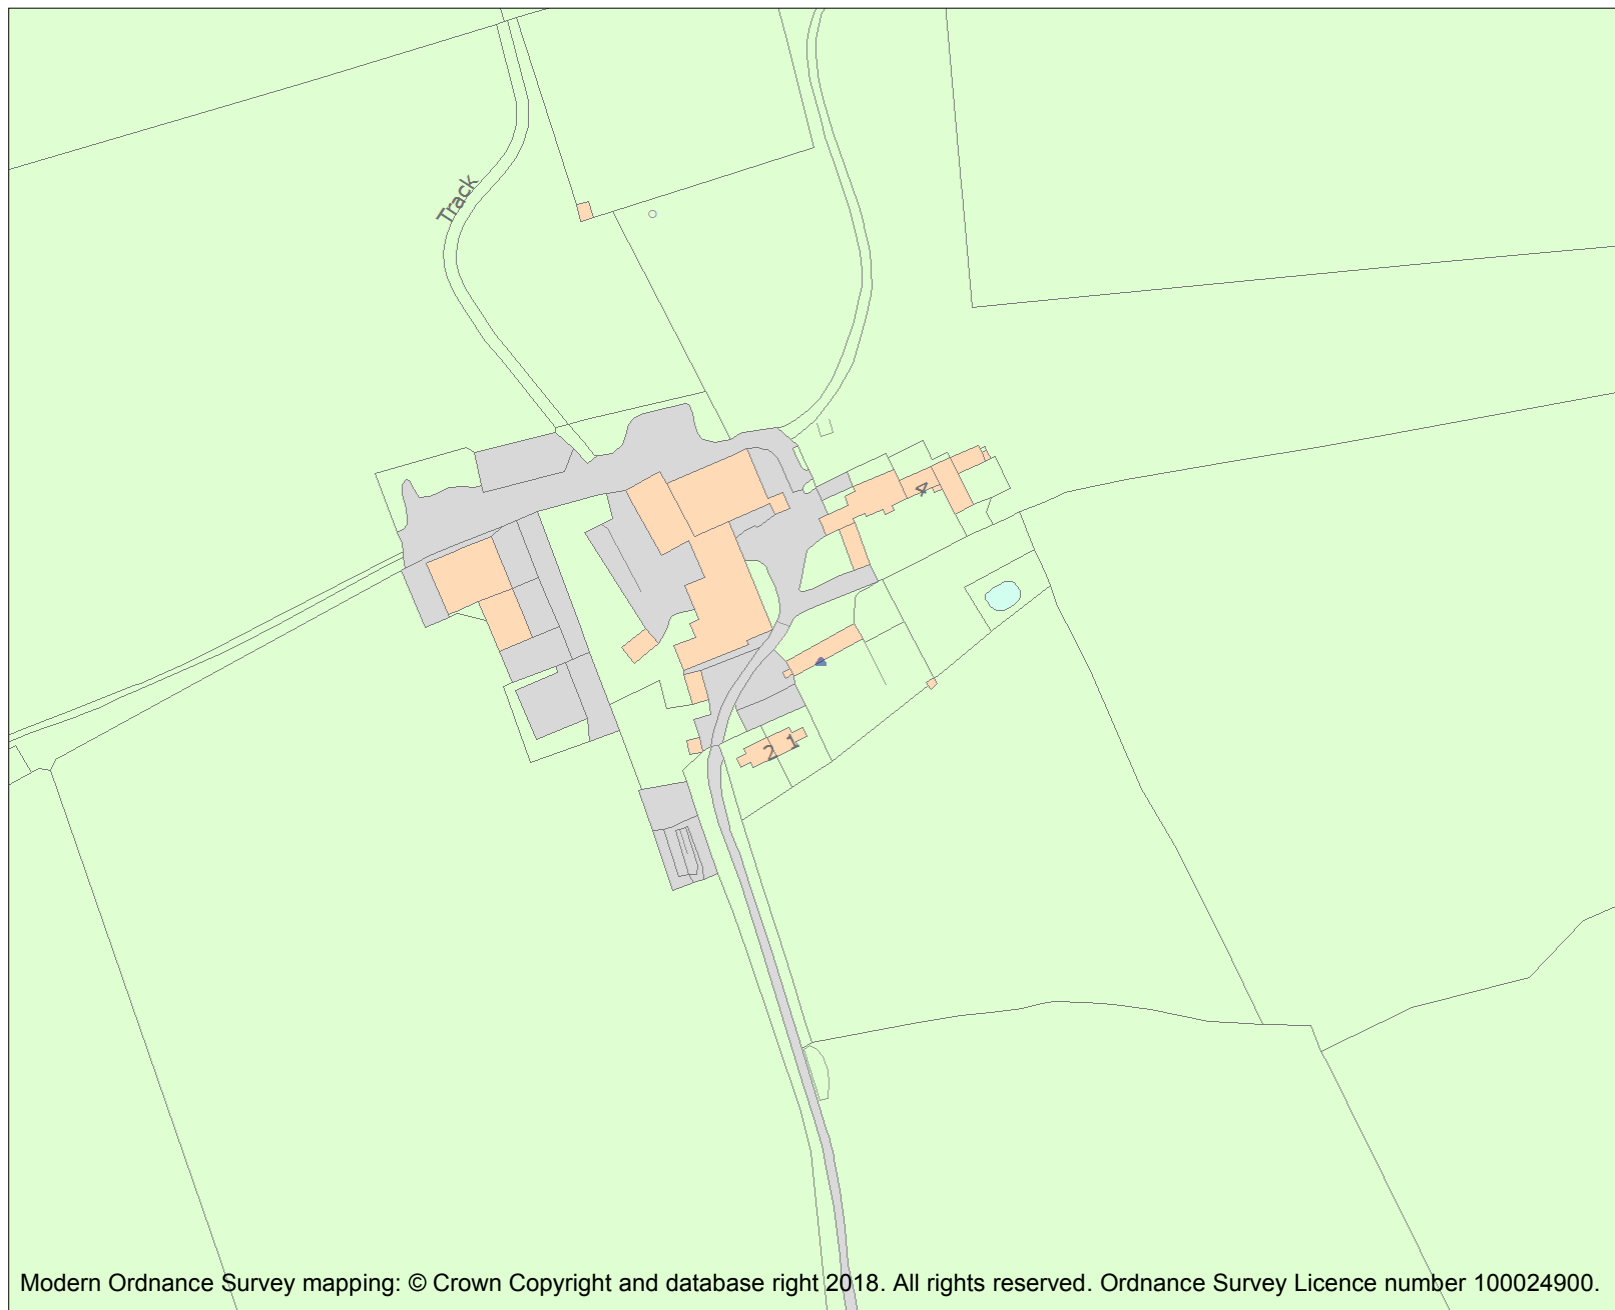 Track
4
2 1
Modern Ordnance Survey mapping: © Crown Copyright and database right 2018. All rights reserved. Ordnance Survey Licence number 100024900.